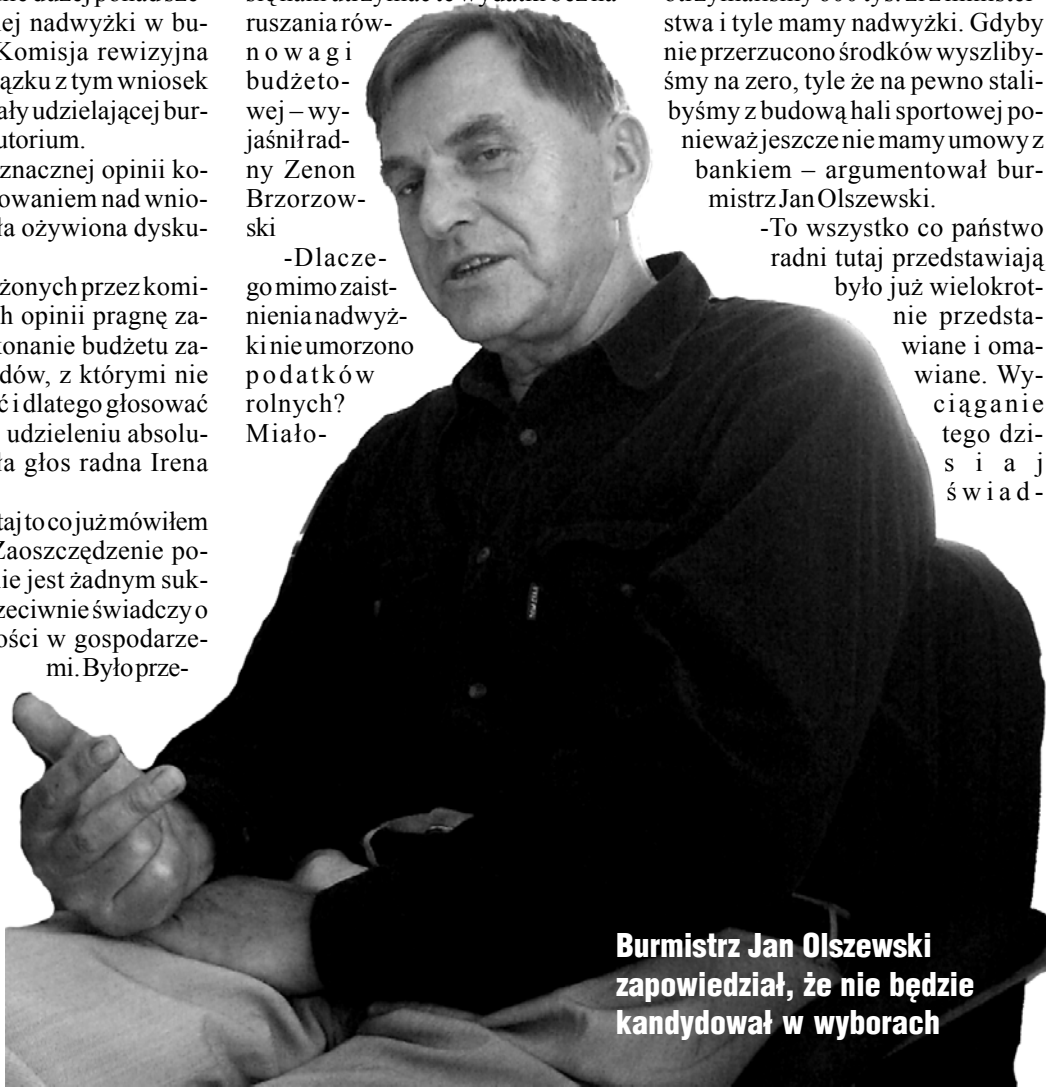 ej nadwyżki w bu-
Komisja rewizyjna
ązku z tym wniosek
ały udzielającej bur-
utorium.
znacznej opinii ko-
owaniem nad wnio-
ła ożywiona dysku-
żonych przez komi-
h opinii pragnę za-
konanie budżetu za-
dów, z którymi nie
ć i dlatego głosować
udzieleniu absolu-
ła głos radna Irena
taj to co już mówiłem
Zaoszczędzenie po-
nie jest żadnym suk-
zeciwnie świadczy o
ości w gospodarze-
mi. Było prze-
ruszania rów-
nowagi
budżeto-
wej – wy-
jaśnił rad-
ny Zenon
Brzorzow-
ski
-Dlacze-
go mimo zaist-
nienia nadwyż-
ki nie umorzono
podatków
rolnych?
Miało-
stwa i tyle mamy nadwyżki. Gdyby
nie przerzucono środków wyszliby-
śmy na zero, tyle że na pewno stali-
byśmy z budową hali sportowej po-
nieważ jeszcze nie mamy umowy z
bankiem – argumentował bur-
mistrz Jan Olszewski.
-To wszystko co państwo
radni tutaj przedstawiają
było już wielokrot-
nie przedsta-
wiane i oma-
wiane. Wy-
ciąganie
tego dzi-
siaj
świad-
Burmistrz Jan Olszewski
zapowiedział, że nie będzie
kandydował w wyborach